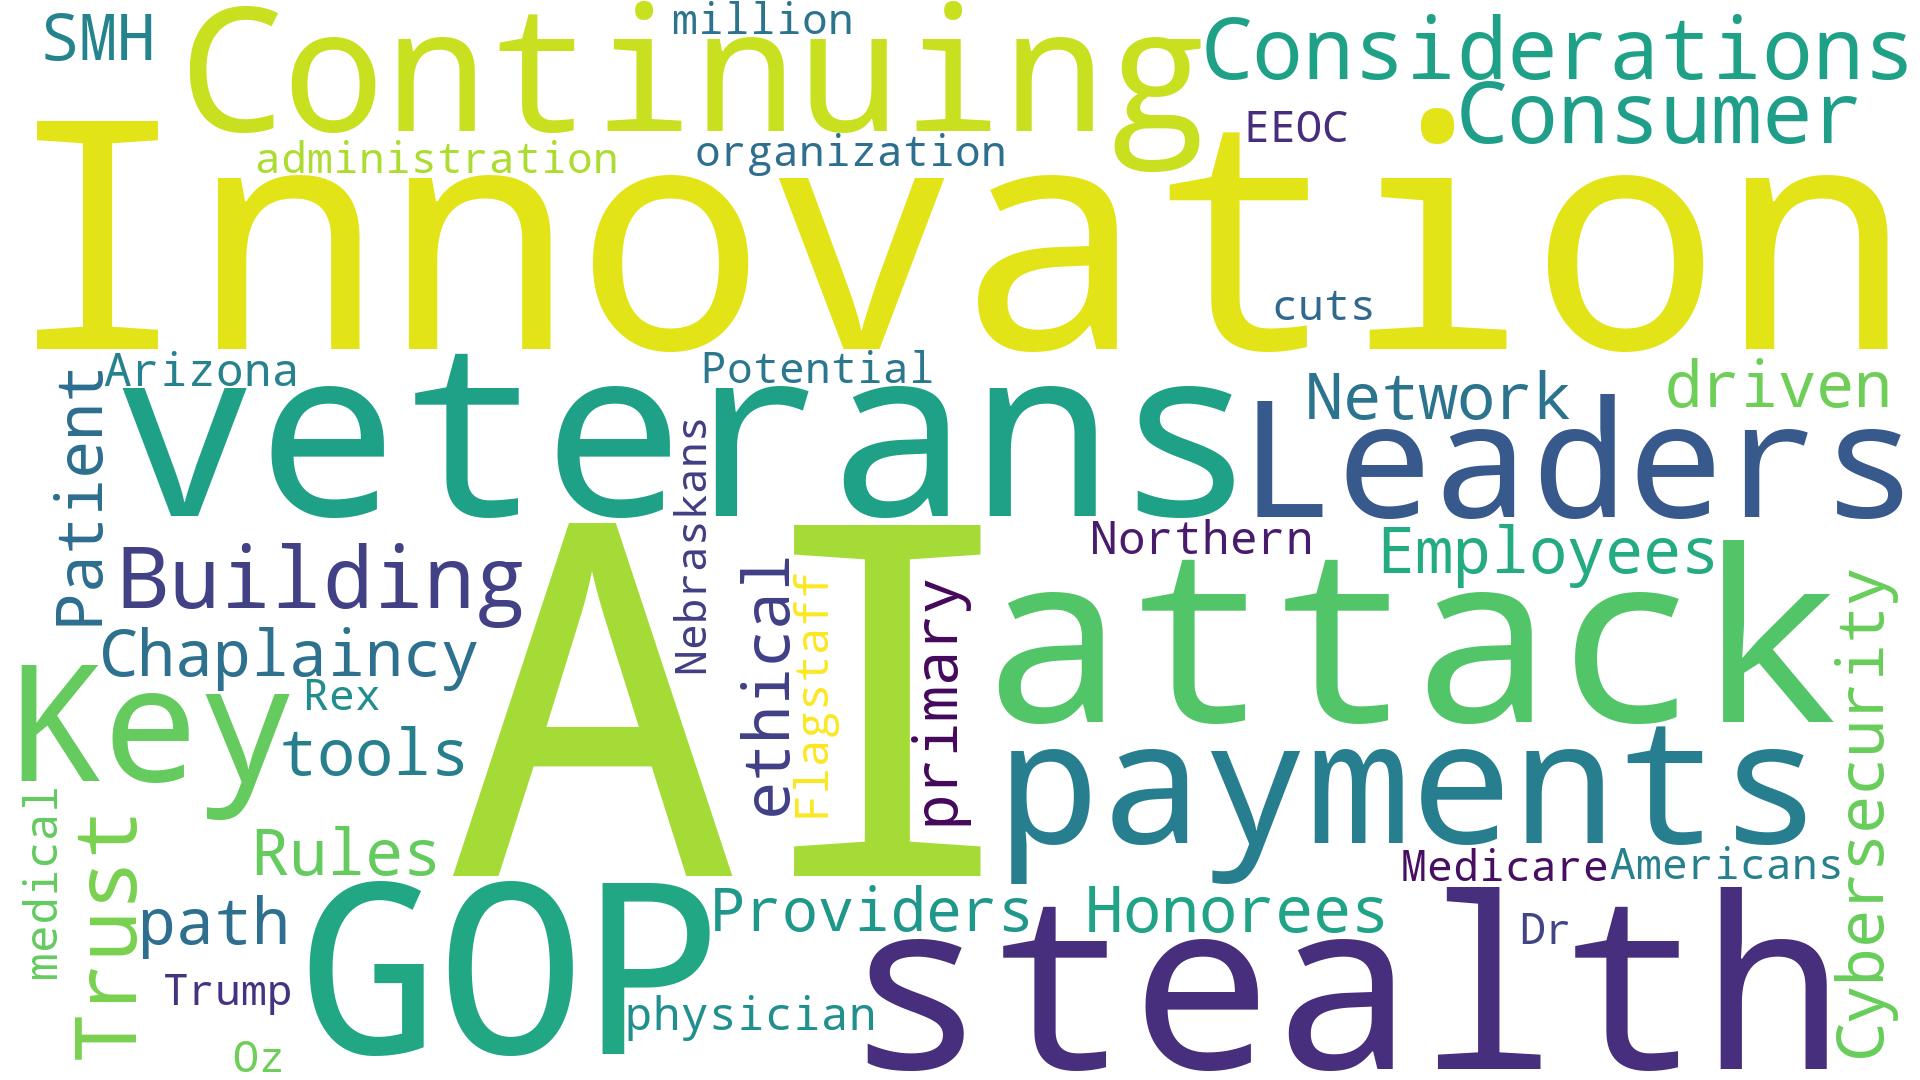 SMH
Continuing
million
Considerations
Consumer
EEOC
administration
organization
Innovation
cuts
Arizona
Potential
Network
driven
Patient
veterans
Leaders
Nebraskans
Northern
Employees
Building
AI
ethical
Flagstaff
primary
attack
Cybersecurity
Chaplaincy
Key
Rex
tools
payments
medical
Trust
Rules
Medicare
Americans
path
GOP
Providers
Honorees
Dr
stealth
Trump
physician
Oz